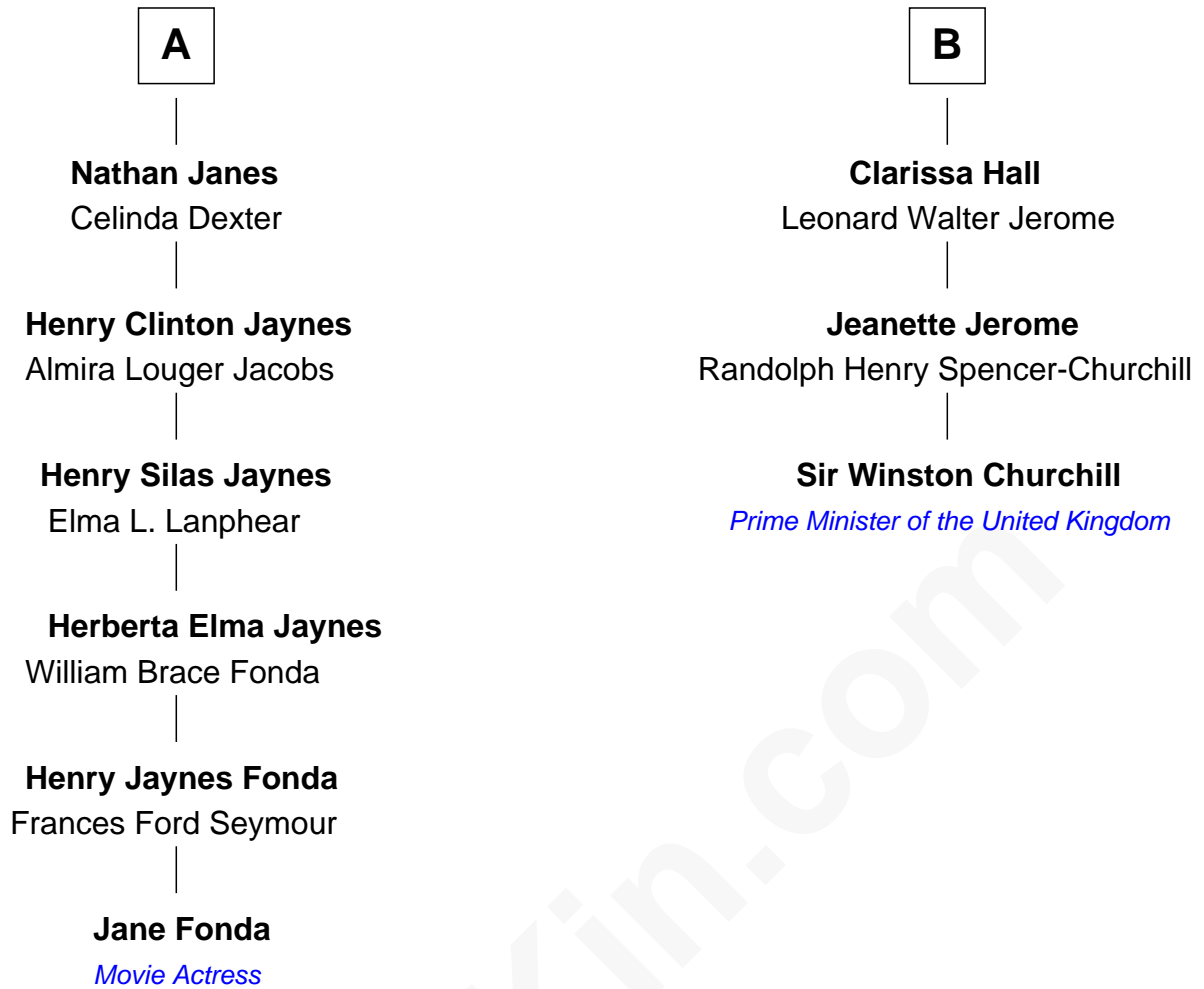 A
Nathan Janes
Celinda Dexter
Henry Clinton Jaynes
Almira Louger Jacobs
Henry Silas Jaynes
Elma L. Lanphear
Herberta Elma Jaynes
William Brace Fonda
Henry Jaynes Fonda
Frances Ford Seymour
Jane Fonda
Movie Actress
B
Clarissa Hall
Leonard Walter Jerome
Jeanette Jerome
Randolph Henry Spencer-Churchill
Sir Winston Churchill
Prime Minister of the United Kingdom